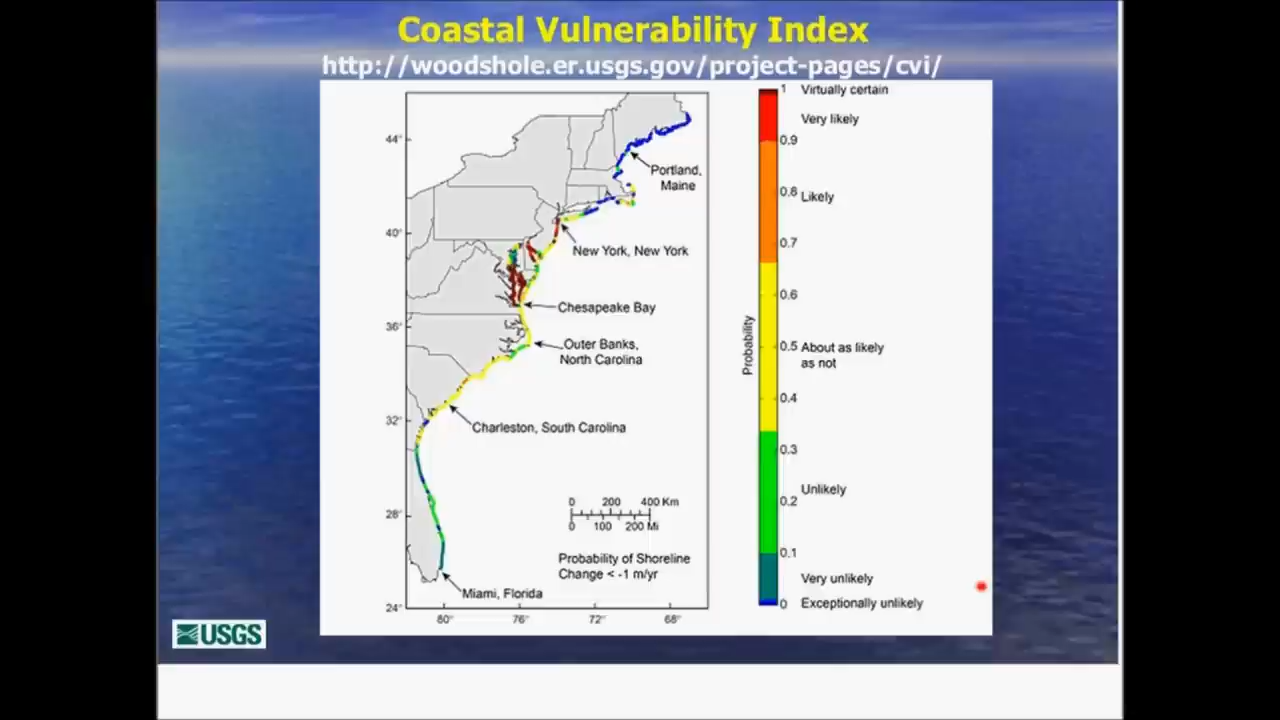 Coastal Vulnerability Index
http://woodshole.er.usgs.gov/project-pages/cvi/
44°
40°
36°
32°
28°
24°
80°
76°
72°
68°
Portland,
Maine
New York, New York
Chesapeake Bay
Outer Banks,
North Carolina
Charleston, South Carolina
Miami, Florida
0 200 400 Km
0 100 200 Mi
Probability of Shoreline
Change < -1 m/yr
Probability
1 Virtually certain
Very likely
0.9
0.8
Likely
0.7
0.6
0.5 About as likely
as not
0.4
0.3
Unlikely
0.2
0.1
Very unlikely
0 Exceptionally unlikely
USGS